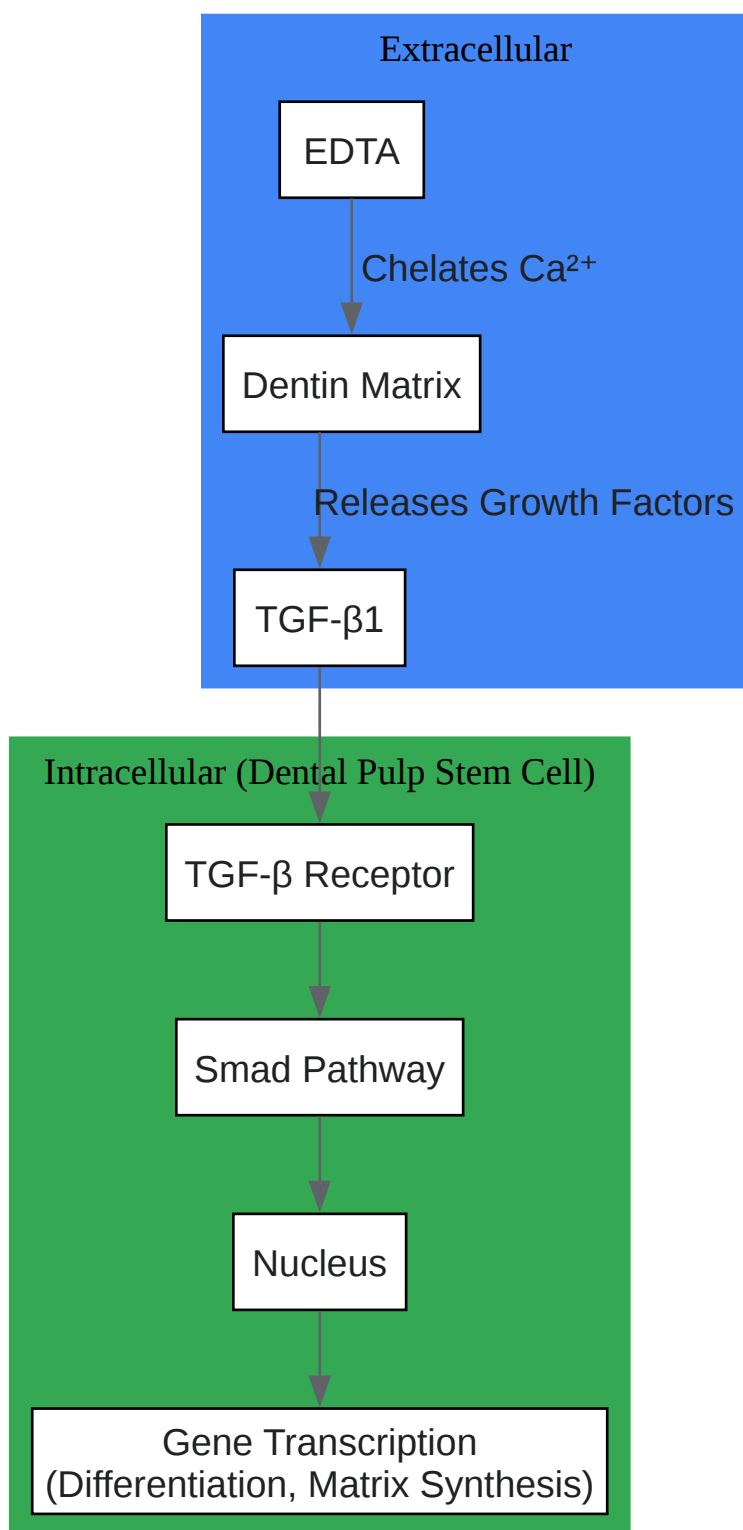 Extracellular
EDTA
Chelates Ca²⁺
Dentin Matrix
Releases Growth Factors
TGF-β1
Intracellular (Dental Pulp Stem Cell)
TGF-β Receptor
Smad Pathway
Nucleus
Gene Transcription
(Differentiation, Matrix Synthesis)